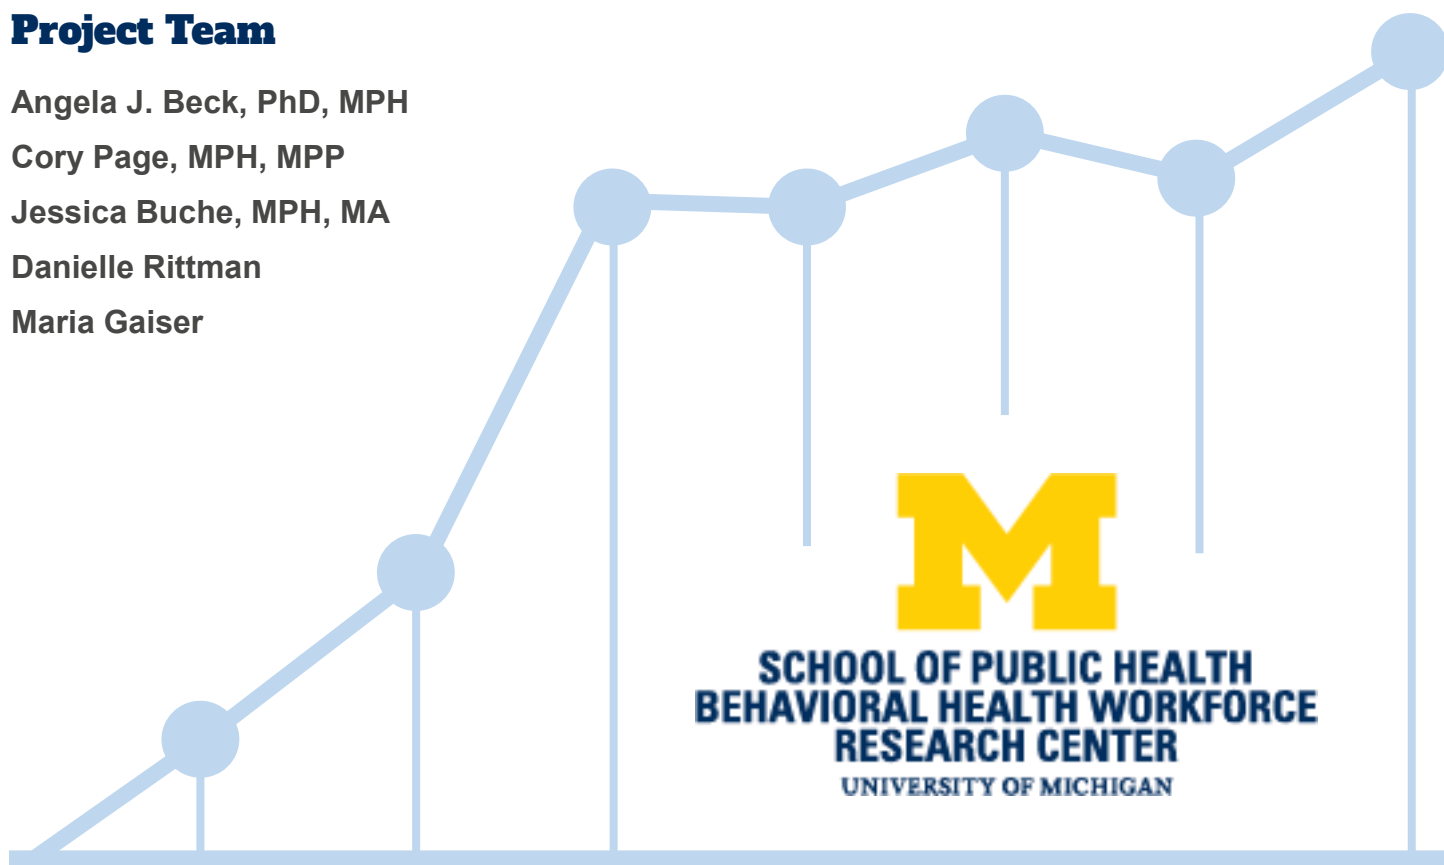 Project Team
Angela J. Beck, PhD, MPH
Cory Page, MPH, MPP
Jessica Buche, MPH, MA
Danielle Rittman
Maria Gaiser
M
SCHOOL OF PUBLIC HEALTH
BEHAVIORAL HEALTH WORKFORCE
RESEARCH CENTER
UNIVERSITY OF MICHIGAN